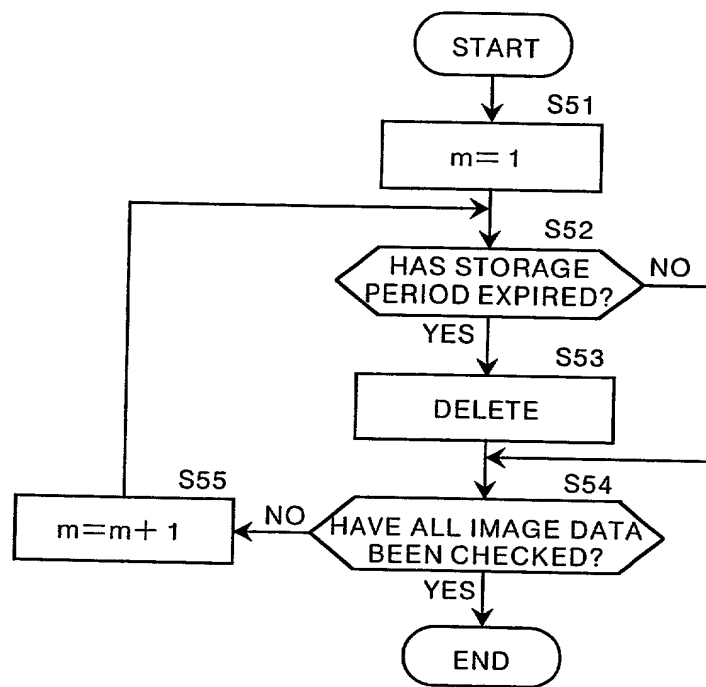 START
S51
m=1
S52
HAS STORAGE
PERIOD EXPIRED?
NO
YES
S53
DELETE
S55
S54
m=m+1
NO
HAVE ALL IMAGE DATA
BEEN CHECKED?
YES
END